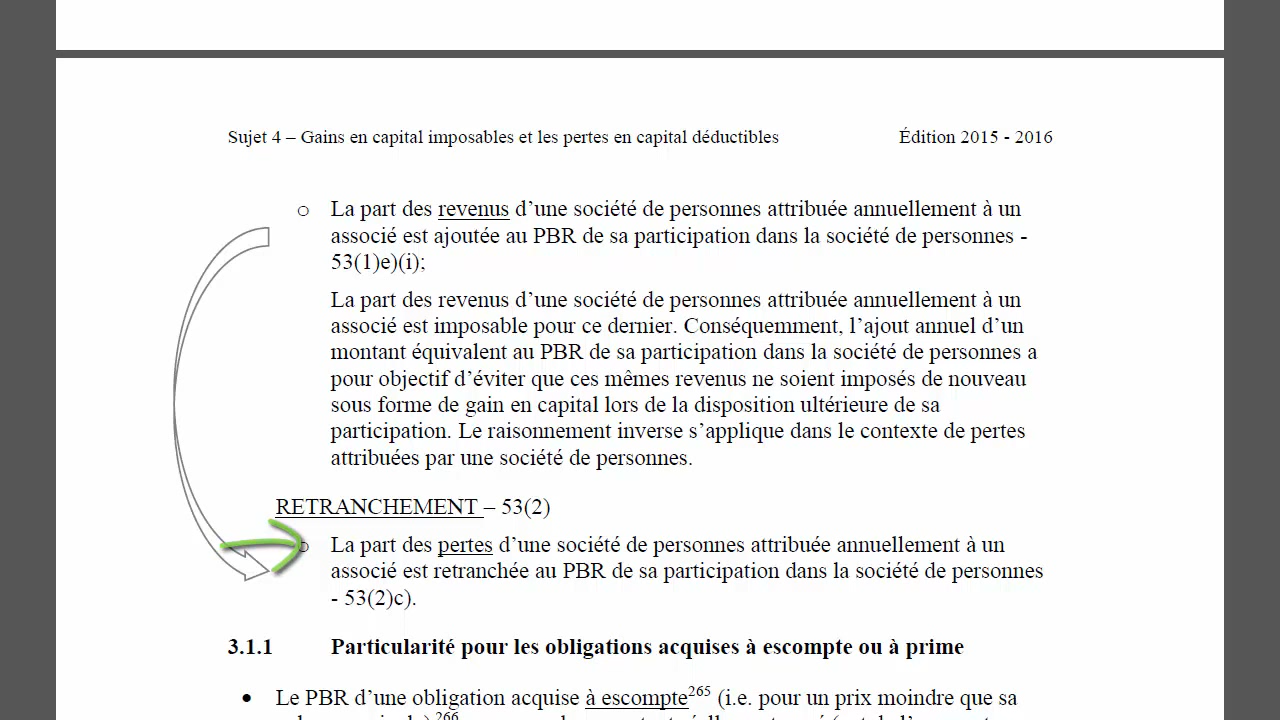 Sujet 4 – Gains en capital imposables et les pertes en capital déductibles Édition 2015 - 2016
o La part des revenus d’une société de personnes attribuée annuellement à un
associé est ajoutée au PBR de sa participation dans la société de personnes -
53(1)e)(i);
La part des revenus d’une société de personnes attribuée annuellement à un
associé est imposable pour ce dernier. Conséquemment, l’ajout annuel d’un
montant équivalent au PBR de sa participation dans la société de personnes a
pour objectif d’éviter que ces mêmes revenus ne soient imposés de nouveau
sous forme de gain en capital lors de la disposition ultérieure de sa
participation. Le raisonnement inverse s’applique dans le contexte de pertes
attribuées par une société de personnes.
RETRANCHEMENT – 53(2)
o La part des pertes d’une société de personnes attribuée annuellement à un
associé est retranchée au PBR de sa participation dans la société de personnes
- 53(2)c).
3.1.1 Particularité pour les obligations acquises à escompte ou à prime
• Le PBR d’une obligation acquise à escompte265 (i.e. pour un prix moindre que sa